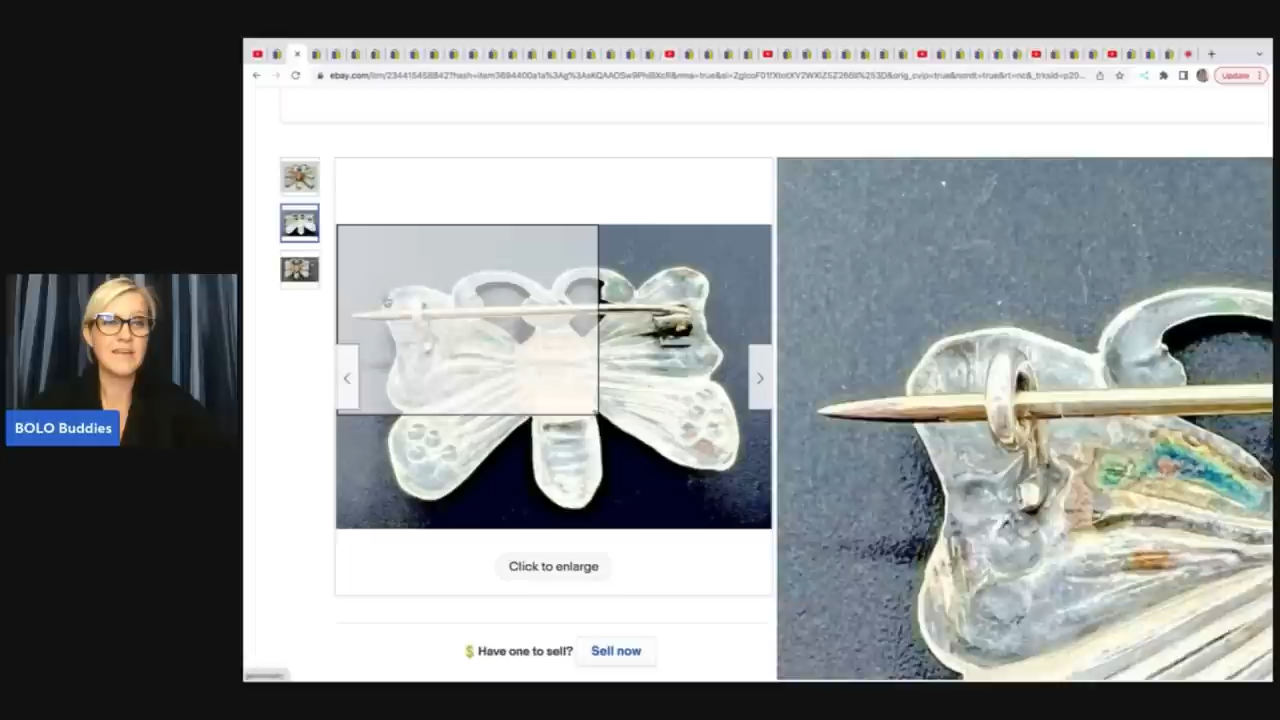 Update
BOLO Buddies
Click to enlarge
Have one to sell? Sell now